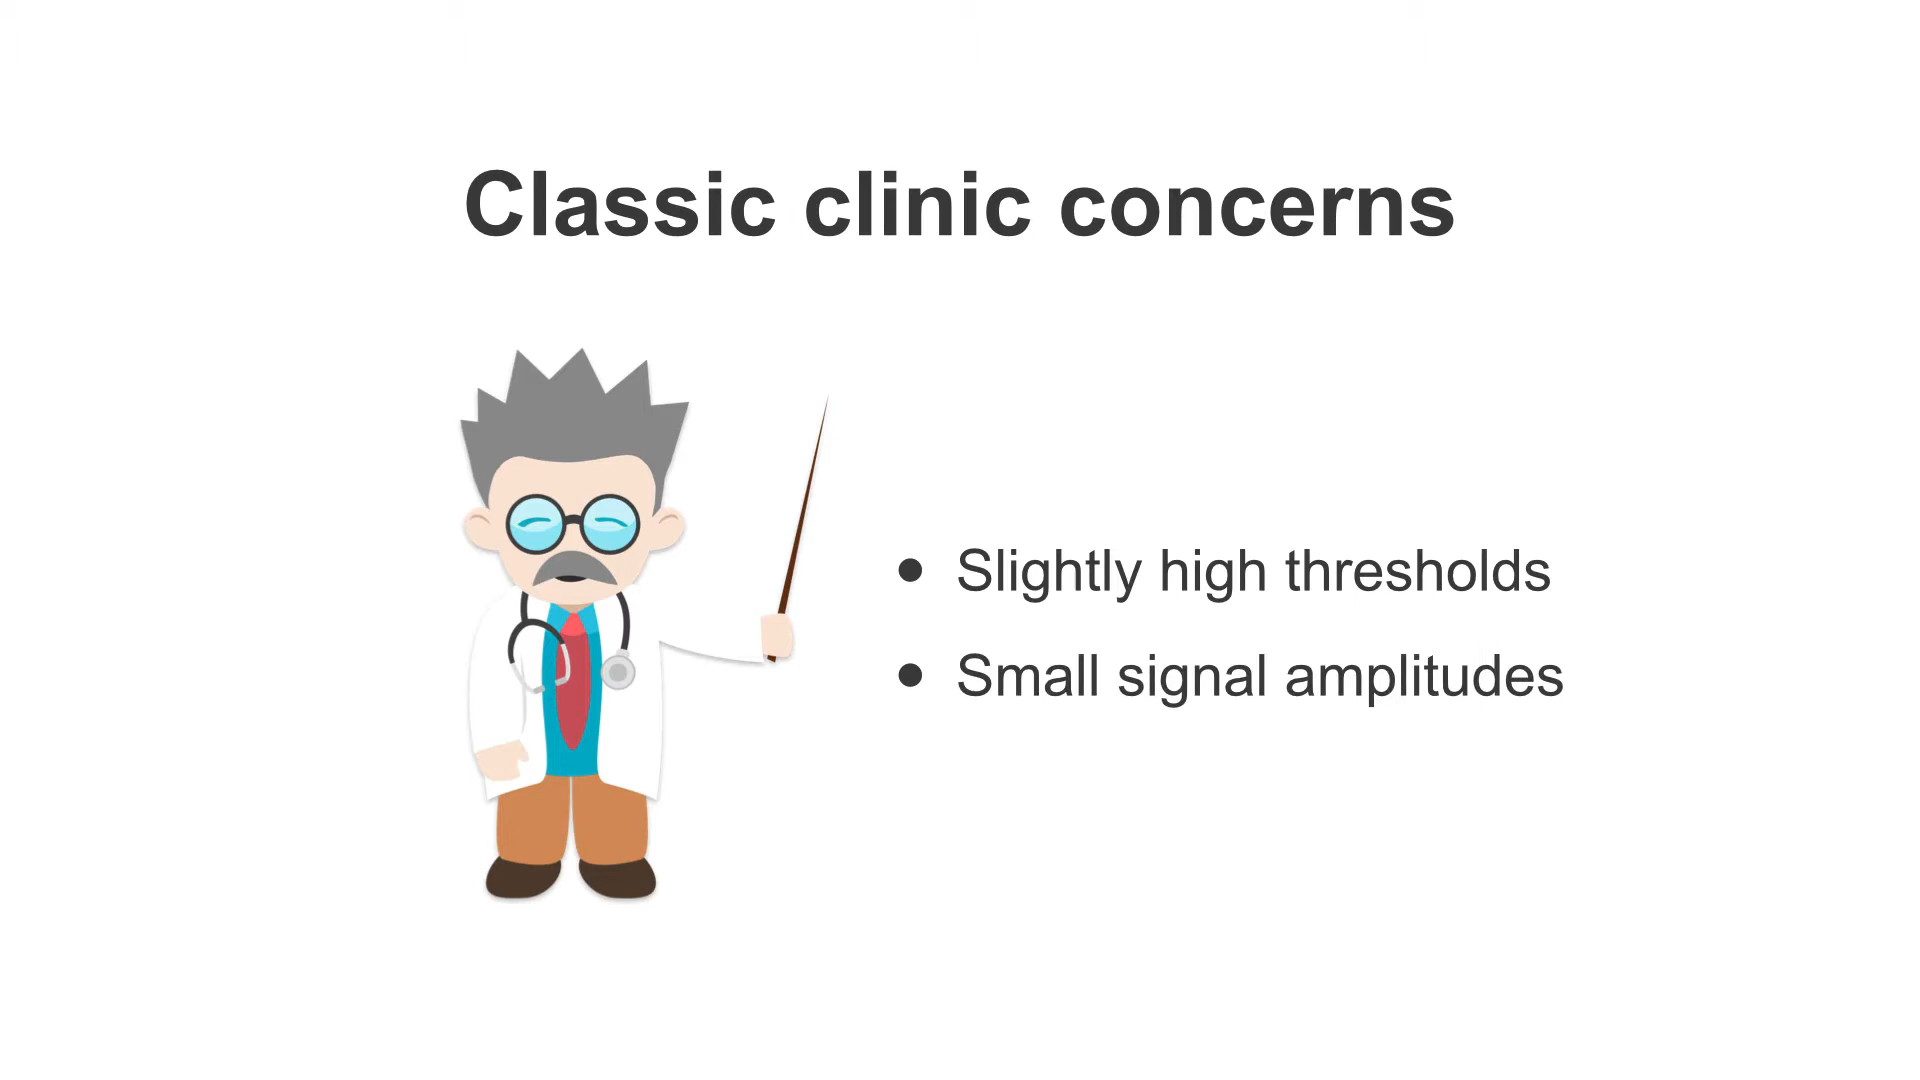 Classic clinic concerns
• Slightly high thresholds
• Small signal amplitudes